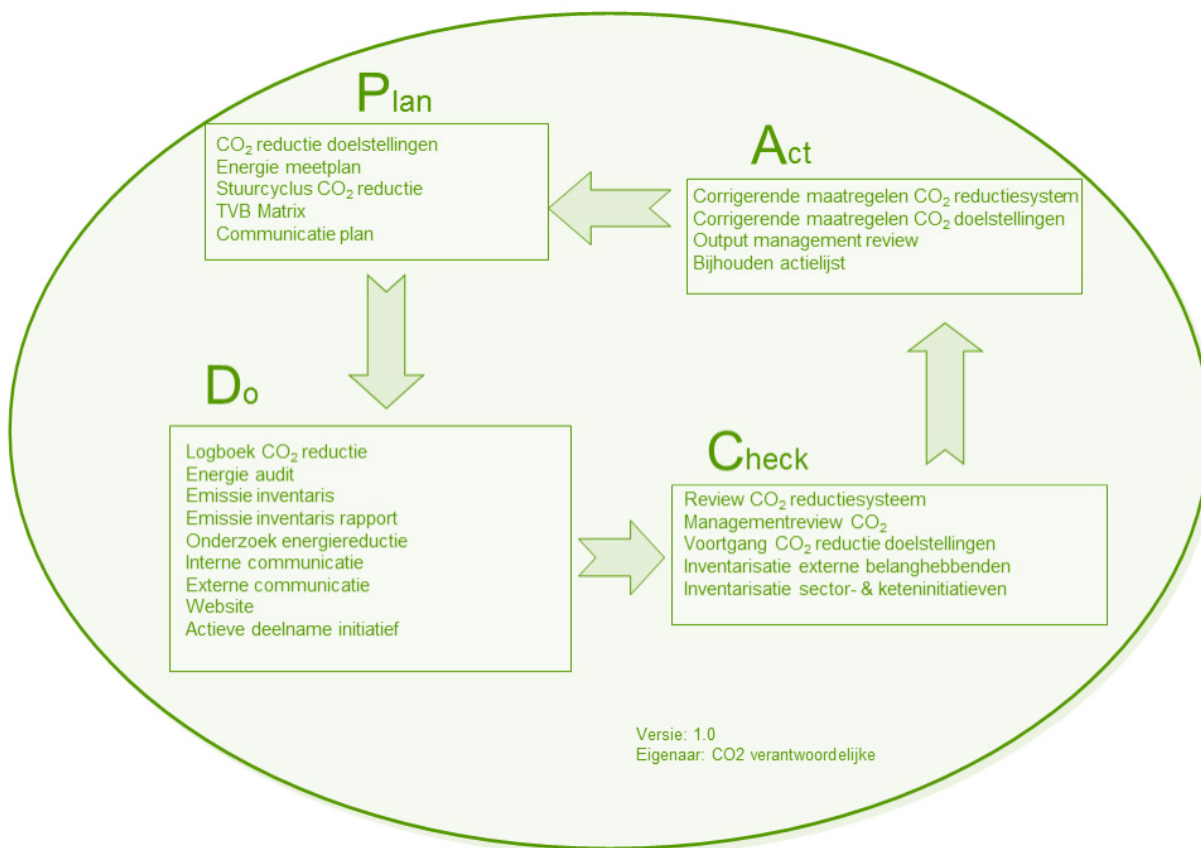 Plan
CO₂ reductie doelstellingen
Energie meetplan
Stuurcyclus CO₂ reductie
TVB Matrix
Communicatie plan
Act
Corrigerende maatregelen CO₂ reductiesystem
Corrigerende maatregelen CO₂ doelstellingen
Output management review
Bijhouden actielijst
Do
Logboek CO₂ reductie
Energie audit
Emissie inventaris
Emissie inventaris rapport
Onderzoek energiereductie
Interne communicatie
Externe communicatie
Website
Actieve deelname initiatief
Check
Review CO₂ reductiesysteem
Managementreview CO₂
Voortgang CO₂ reductie doelstellingen
Inventarisatie externe belanghebbenden
Inventarisatie sector- & keteninitiatieven
Versie: 1.0
Eigenaar: CO2 verantwoordelijke